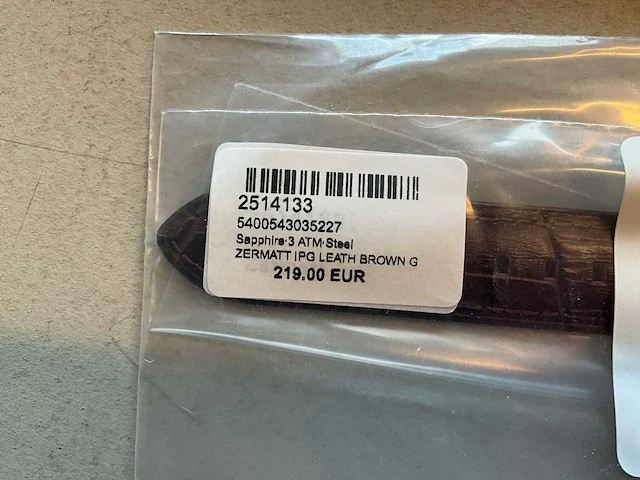 2514133
5400543035227
Sapphire·3 ATM·Steel
ZERMATT IPG LEATH BROWN G
219.00 EUR